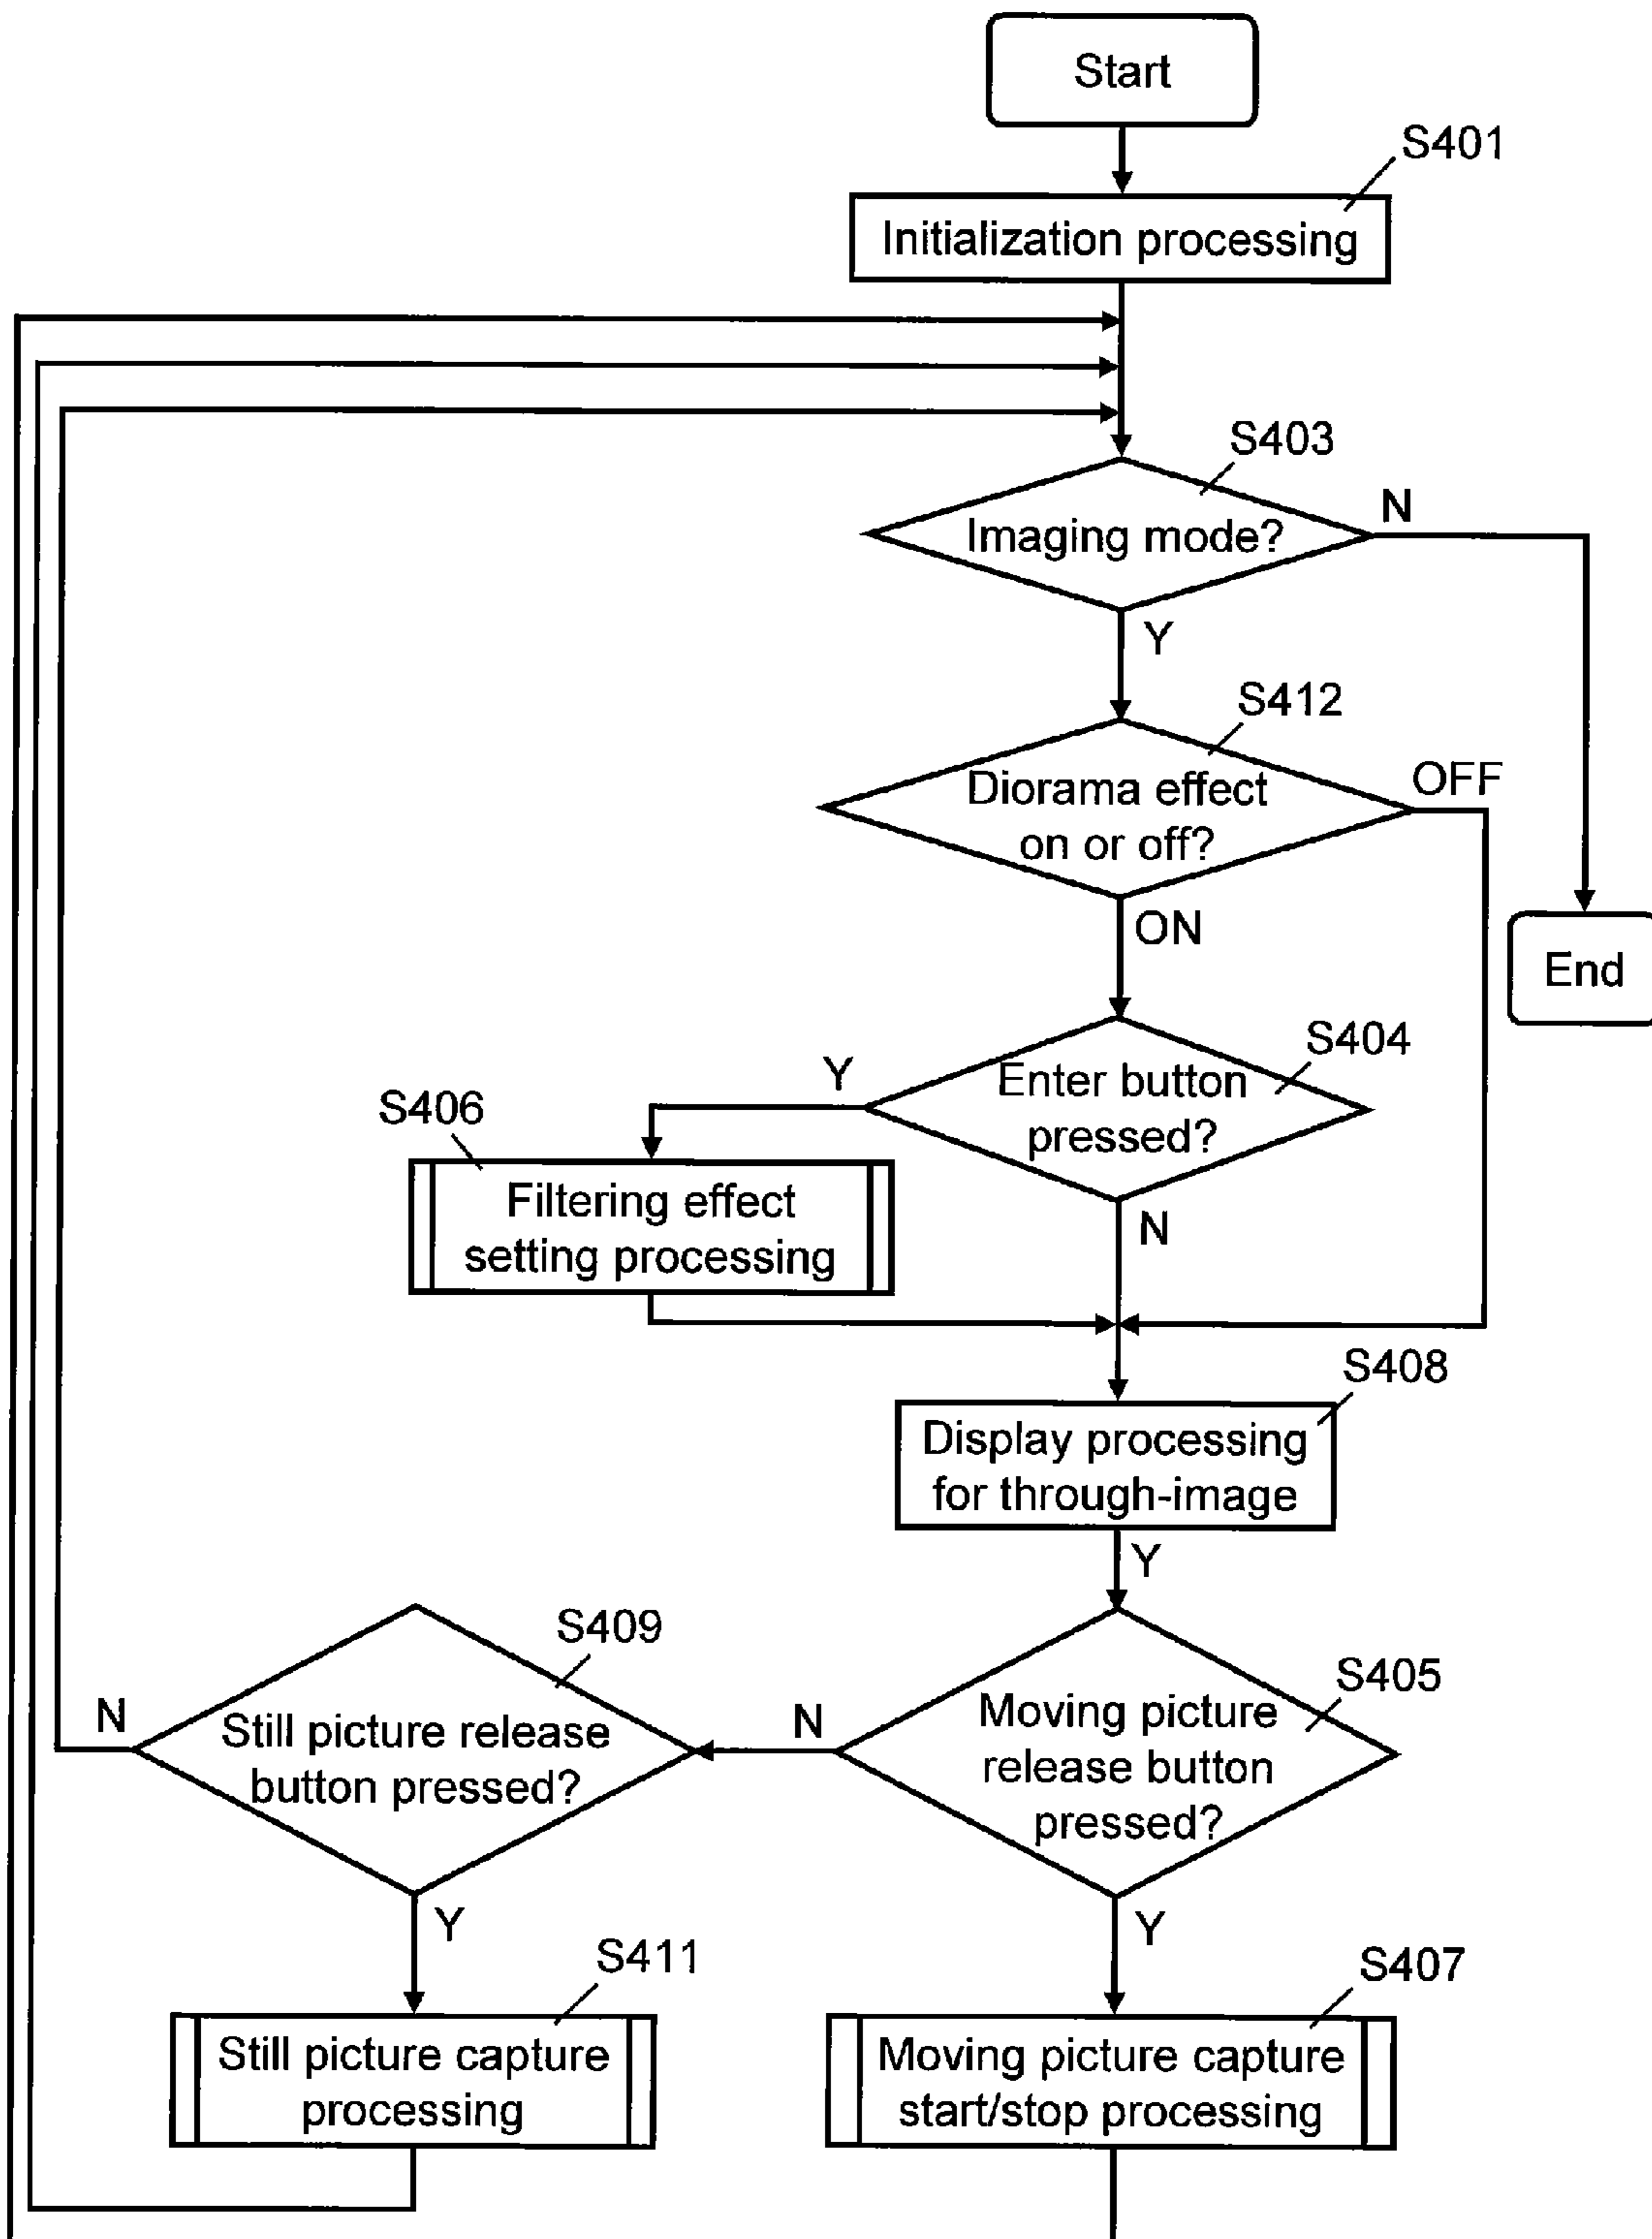 Start
S401
Initialization processing
S403
Imaging mode?
N
Y
S412
Diorama effect
on or off?
OFF
ON
End
S404
Enter button
pressed?
Y
N
S406
Filtering effect
setting processing
S408
Display processing
for through-image
Y
S405
Moving picture
release button
pressed?
N
Y
S409
Still picture release
button pressed?
N
Y
S411
Still picture capture
processing
S407
Moving picture capture
start/stop processing